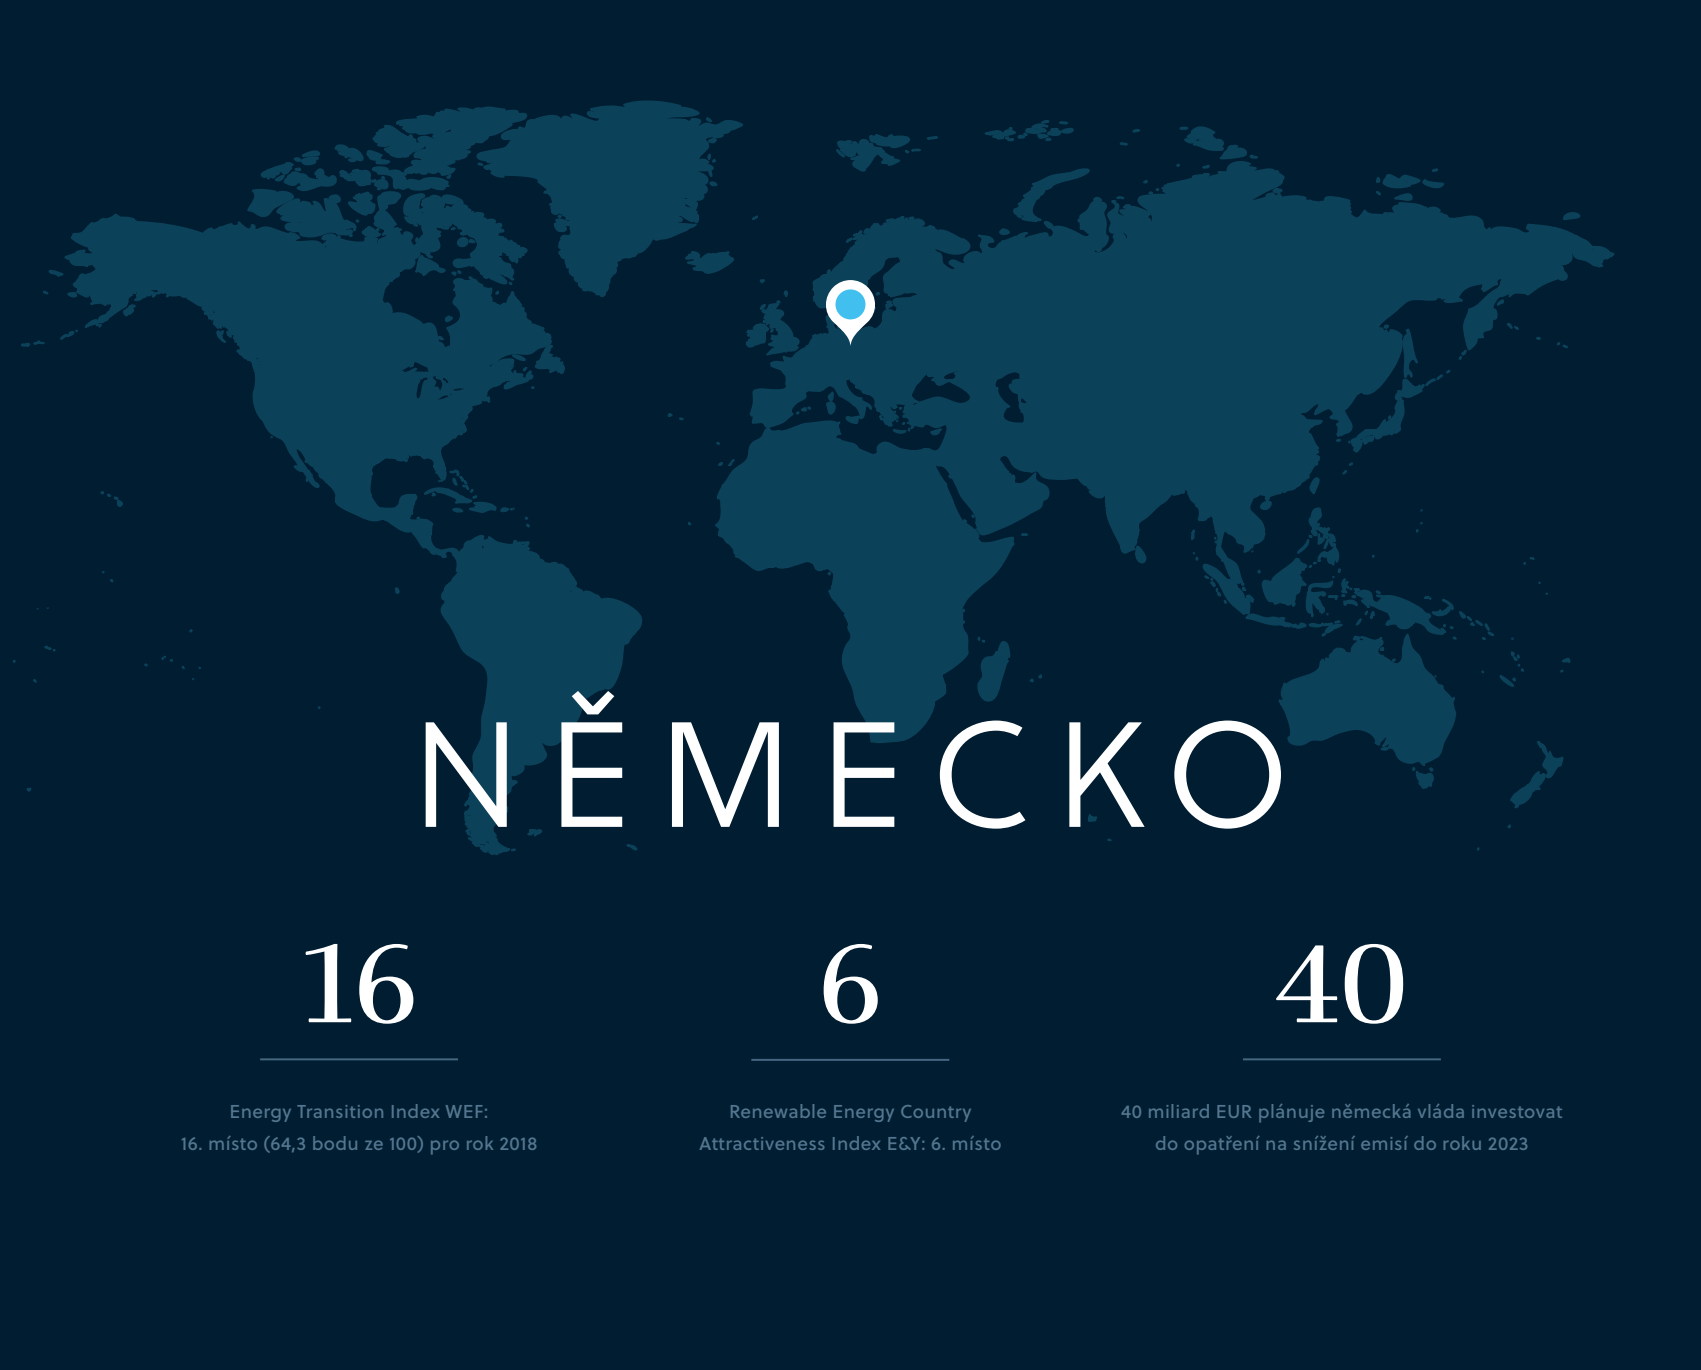 NĚMECKO
16
Energy Transition Index WEF:
16. místo (64,3 bodu ze 100) pro rok 2018
6
Renewable Energy Country
Attractiveness Index E&Y: 6. místo
40
40 miliard EUR plánuje německá vláda investovat
do opatření na snížení emisí do roku 2023